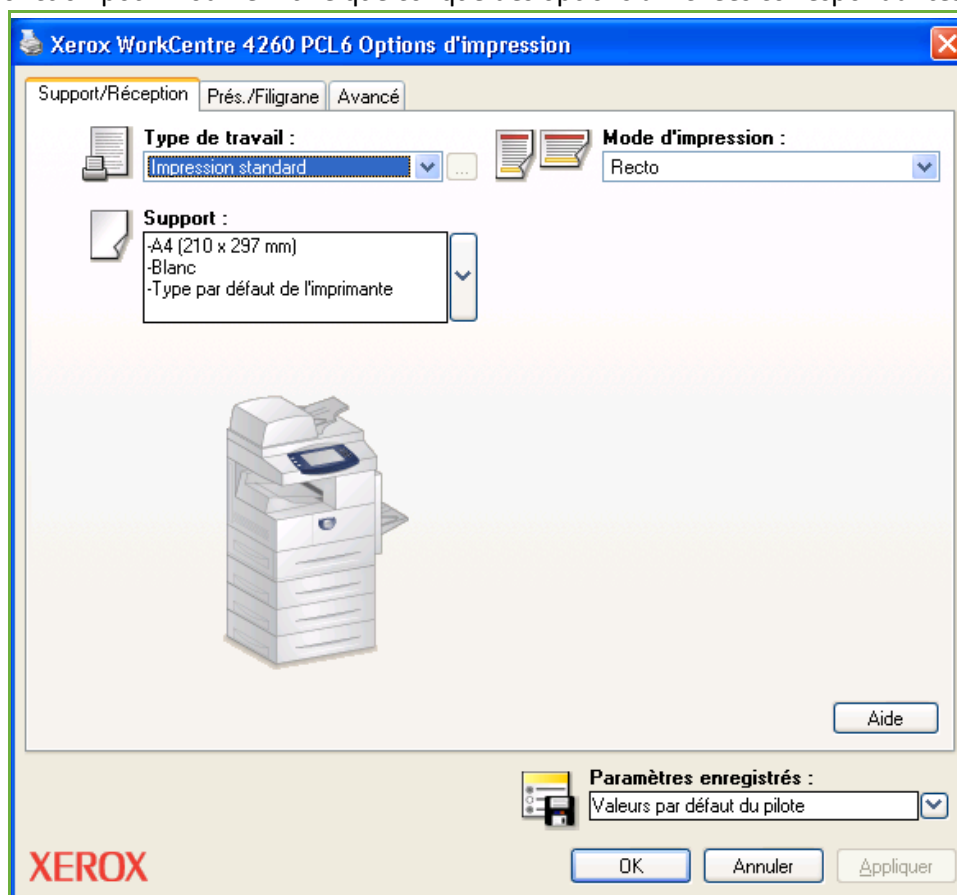 Xerox WorkCentre 4260 PCL6 Options d'impression
Support/Réception Prés./Filigrane Avancé
Type de travail :
Impression standard
...
Mode d'impression :
Recto
Support :
-A4 (210 x 297 mm)
-Blanc
-Type par défaut de l'imprimante
Aide
Paramètres enregistrés :
Valeurs par défaut du pilote
XEROX
OK Annuler Appliquer